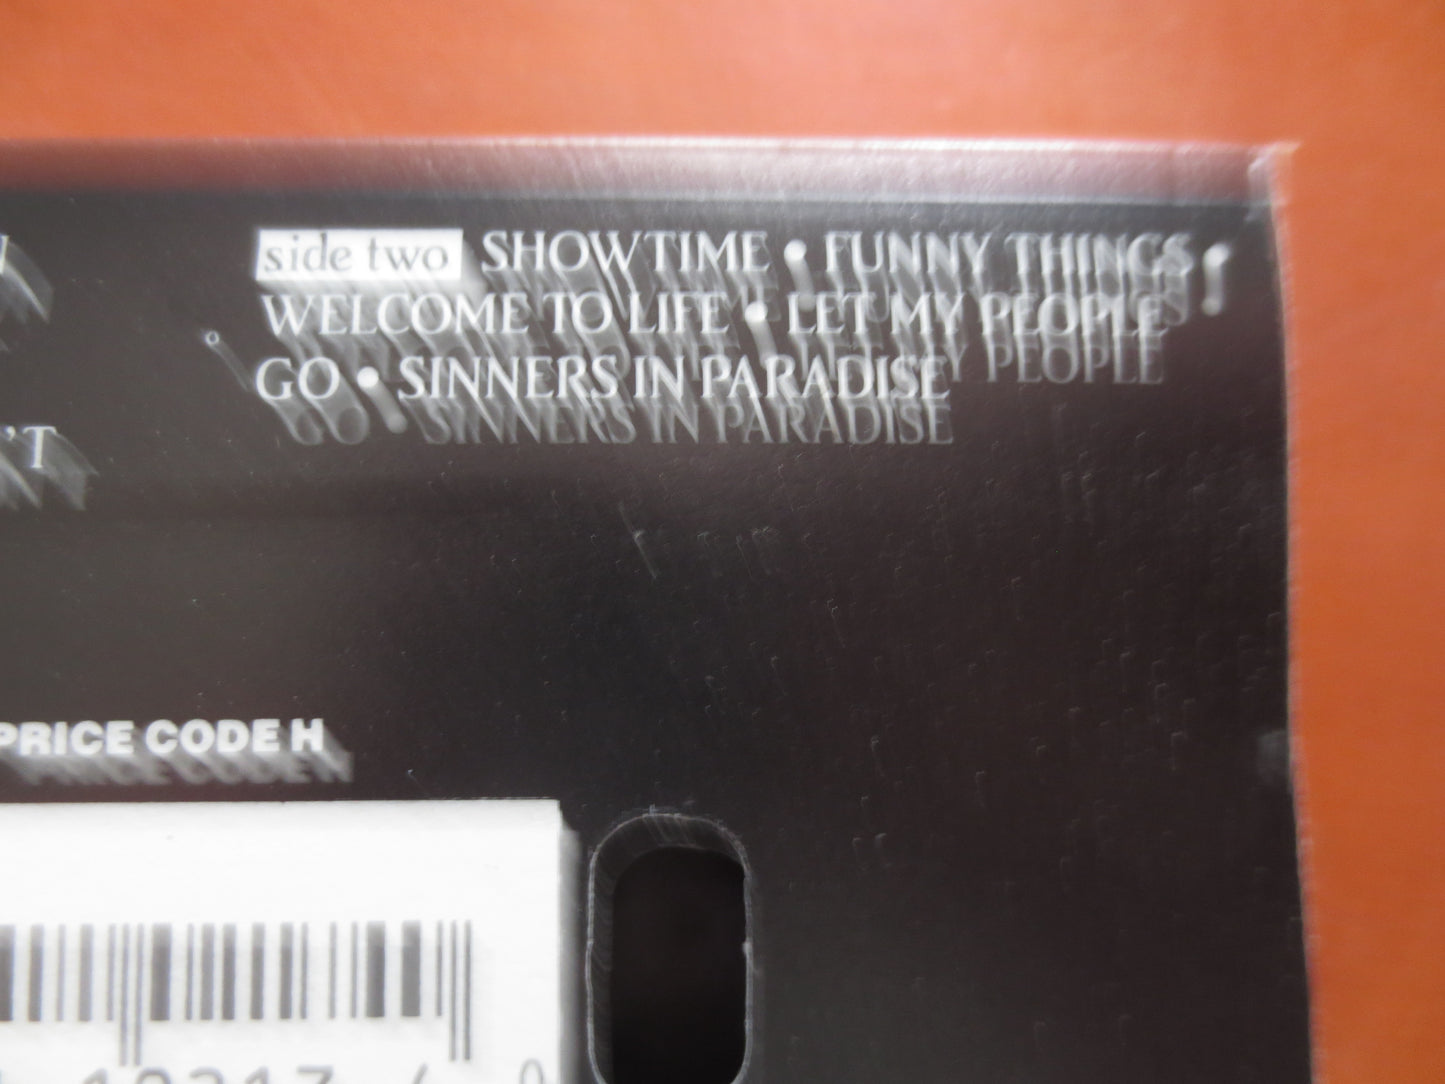 side two SHOWTIME • FUNNY THINGS •
WELCOME TO LIFE • LET MY PEOPLE
GO • SINNERS IN PARADISE
'T
PRICE CODE H